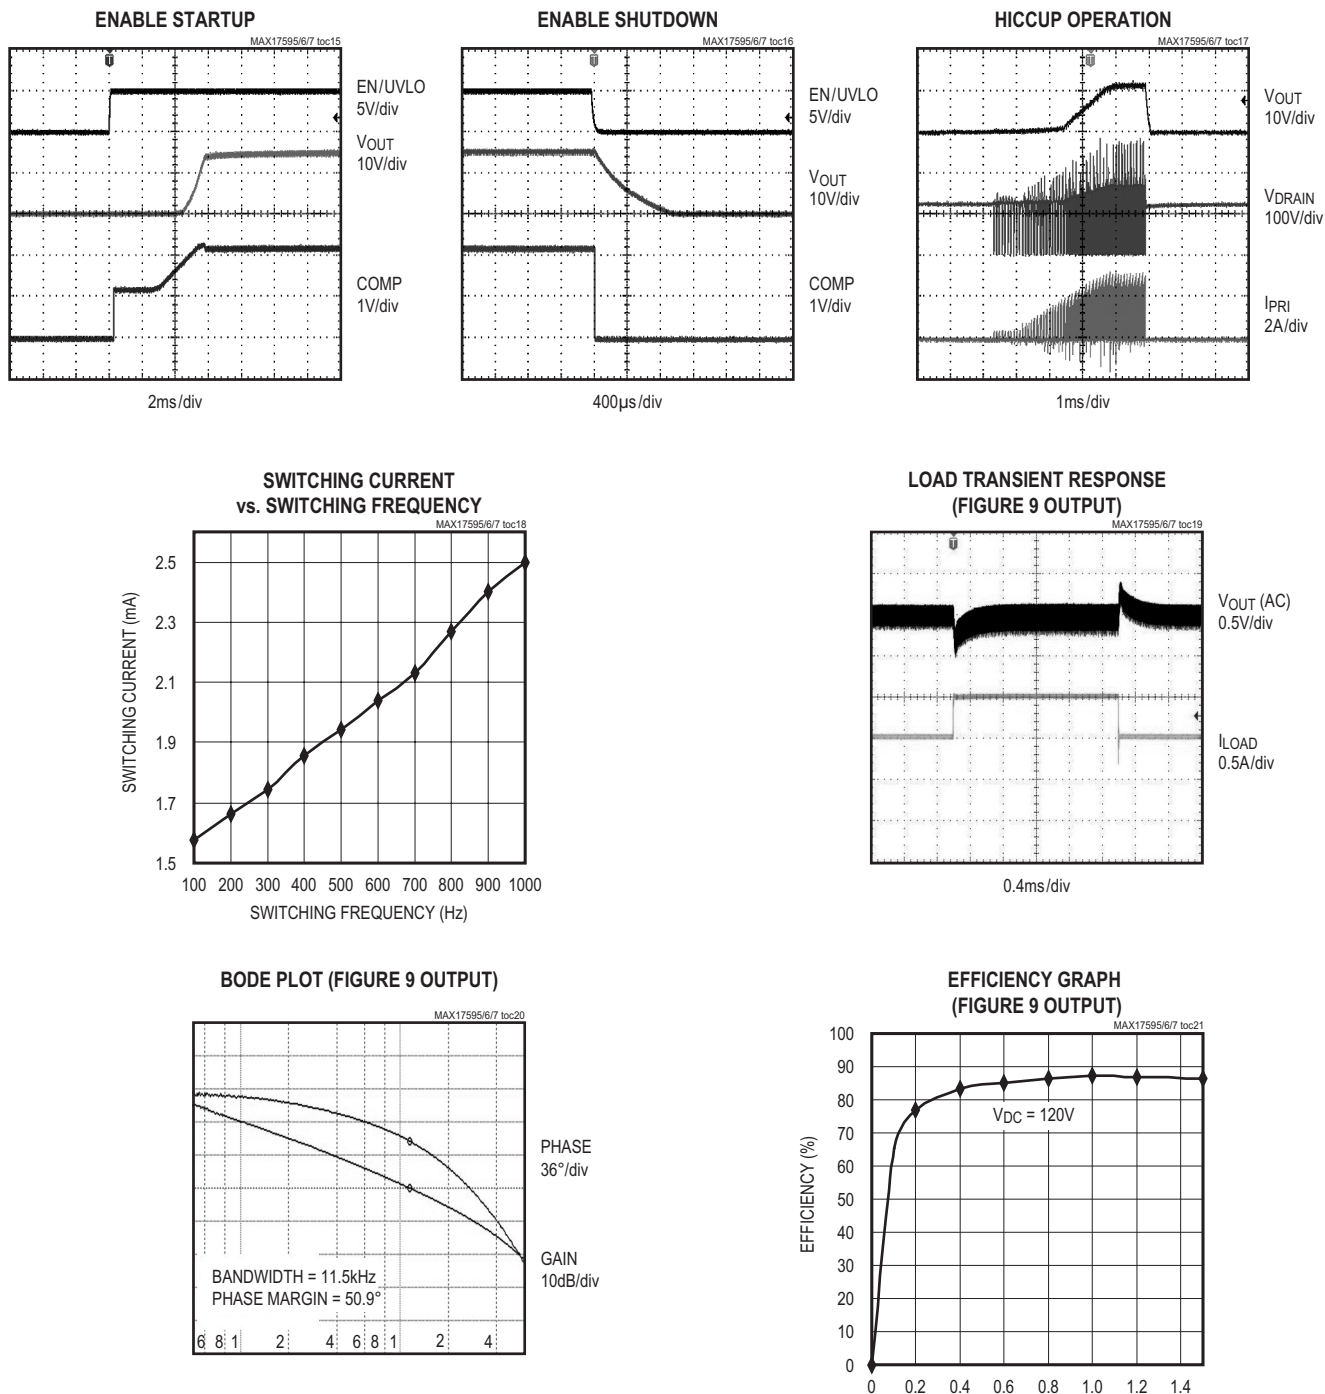 ENABLE STARTUP
MAX17595/6/7 toc15
T
EN/UVLO
5V/div
VOUT
10V/div
COMP
1V/div
2ms/div
ENABLE SHUTDOWN
MAX17595/6/7 toc16
T
EN/UVLO
5V/div
VOUT
10V/div
COMP
1V/div
400µs/div
HICCUP OPERATION
MAX17595/6/7 toc17
T
VOUT
10V/div
VDRAIN
100V/div
IPRI
2A/div
1ms/div
SWITCHING CURRENT
vs. SWITCHING FREQUENCY
MAX17595/6/7 toc18
SWITCHING CURRENT (mA)
2.5
2.3
2.1
1.9
1.7
1.5
100 200 300 400 500 600 700 800 900 1000
SWITCHING FREQUENCY (Hz)
LOAD TRANSIENT RESPONSE
(FIGURE 9 OUTPUT)
MAX17595/6/7 toc19
T
VOUT (AC)
0.5V/div
ILOAD
0.5A/div
0.4ms/div
BODE PLOT (FIGURE 9 OUTPUT)
MAX17595/6/7 toc20
PHASE
36°/div
GAIN
10dB/div
BANDWIDTH = 11.5kHz
PHASE MARGIN = 50.9°
6 8 1 2 4 6 8 1 2 4
EFFICIENCY GRAPH
(FIGURE 9 OUTPUT)
MAX17595/6/7 toc21
EFFICIENCY (%)
100
90
80
70
60
50
40
30
20
10
0
VDC = 120V
0 0.2 0.4 0.6 0.8 1.0 1.2 1.4